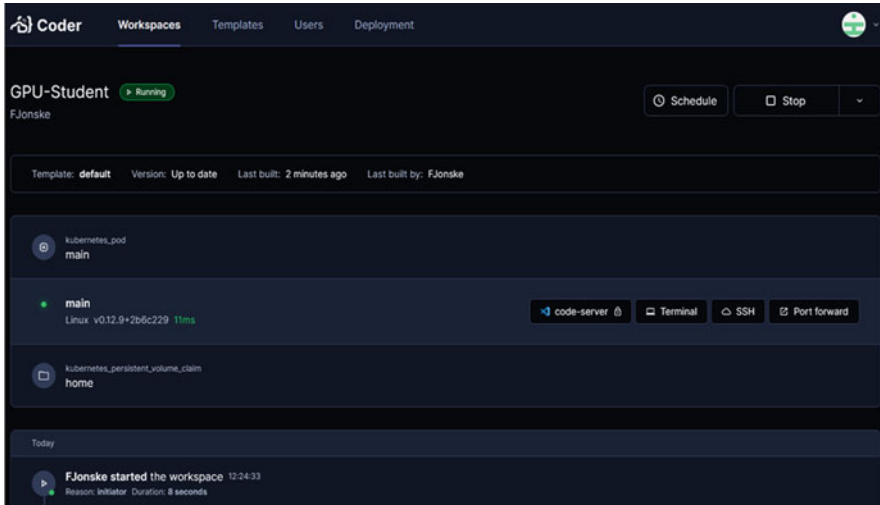 Coder Workspaces Templates Users Deployment
GPU-Student Running
FJonske
Schedule Stop
Template: default Version: Up to date Last built: 2 minutes ago Last built by: FJonske
kubernetes_pod
main
main
Linux v0.12.9+2b6c229 11ms
code-server Terminal SSH Port forward
kubernetes_persistent_volume_claim
home
Today
FJonske started the workspace 12:24:33
Reason: initiator Duration: 8 seconds